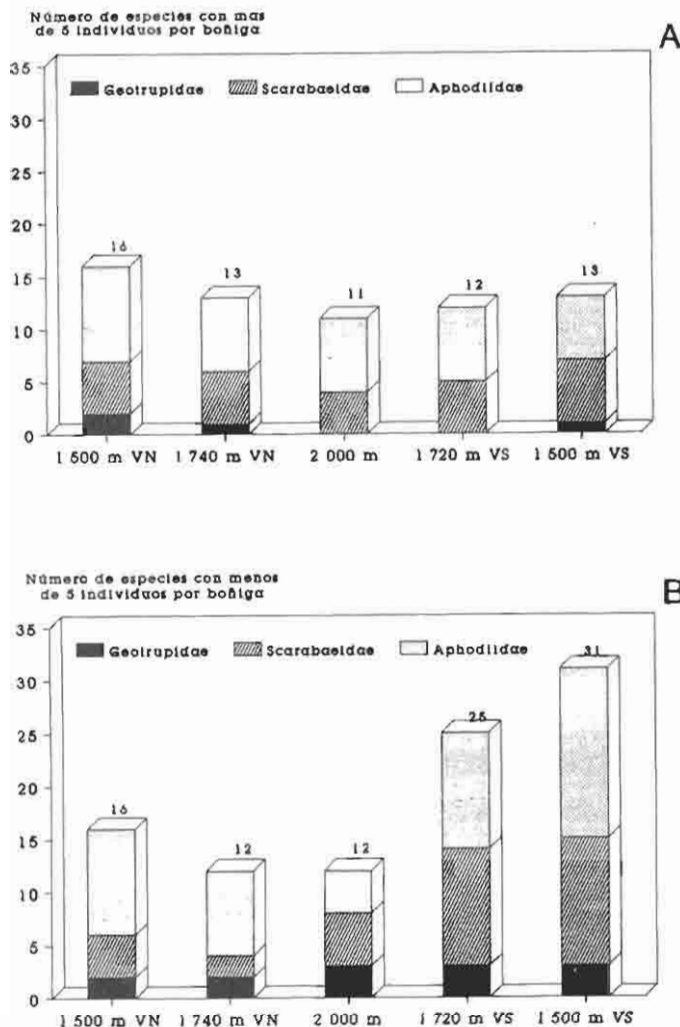 Número de especies con mas
de 5 individuos por boñiga
A
35
Geotrupidae Scarabaeidae Aphodiidae
30
25
20
15
10
5
0
16
13
11
12
13
1 500 m VN 1 740 m VN 2 000 m 1 720 m VS 1 500 m VS
Número de especies con menos
de 5 individuos por boñiga
B
35
Geotrupidae Scarabaeidae Aphodiidae
30
25
20
15
10
5
0
16
12
12
25
31
1 500 m VN 1 740 m VN 2 000 m 1 720 m VS 1 500 m VS